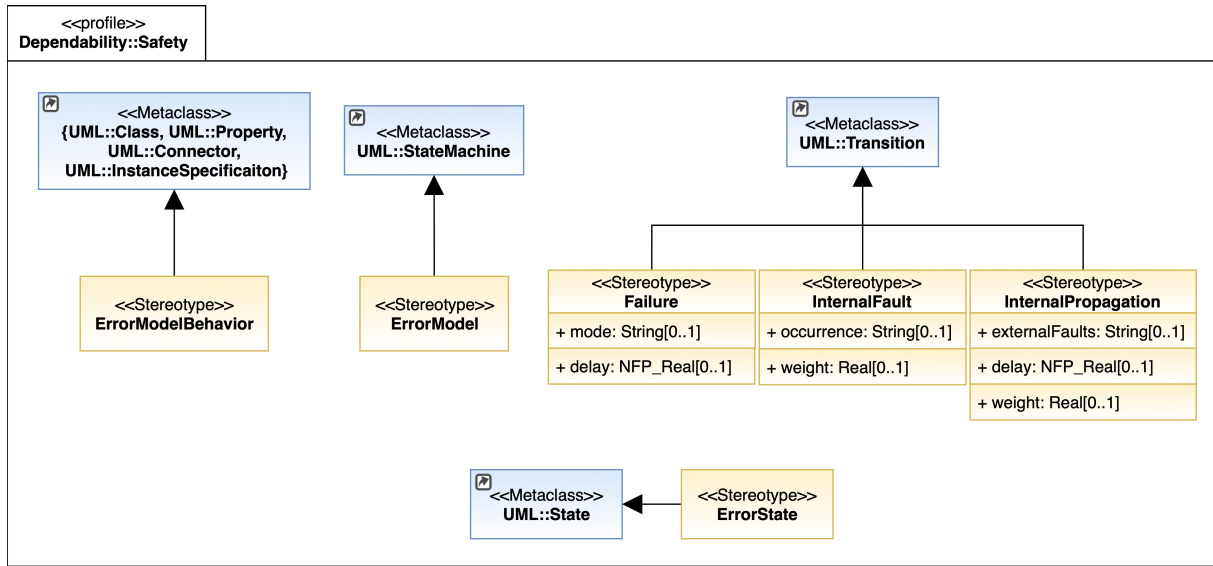 <<profile>>
Dependability::Safety
<<Metaclass>>
{UML::Class, UML::Property,
UML::Connector,
UML::InstanceSpecificaiton}
<<Metaclass>>
UML::StateMachine
<<Metaclass>>
UML::Transition
<<Stereotype>>
ErrorModelBehavior
<<Stereotype>>
ErrorModel
<<Stereotype>>
Failure
+ mode: String[0..1]
+ delay: NFP_Real[0..1]
<<Stereotype>>
InternalFault
+ occurrence: String[0..1]
+ weight: Real[0..1]
<<Stereotype>>
InternalPropagation
+ externalFaults: String[0..1]
+ delay: NFP_Real[0..1]
+ weight: Real[0..1]
<<Metaclass>>
UML::State
<<Stereotype>>
ErrorState